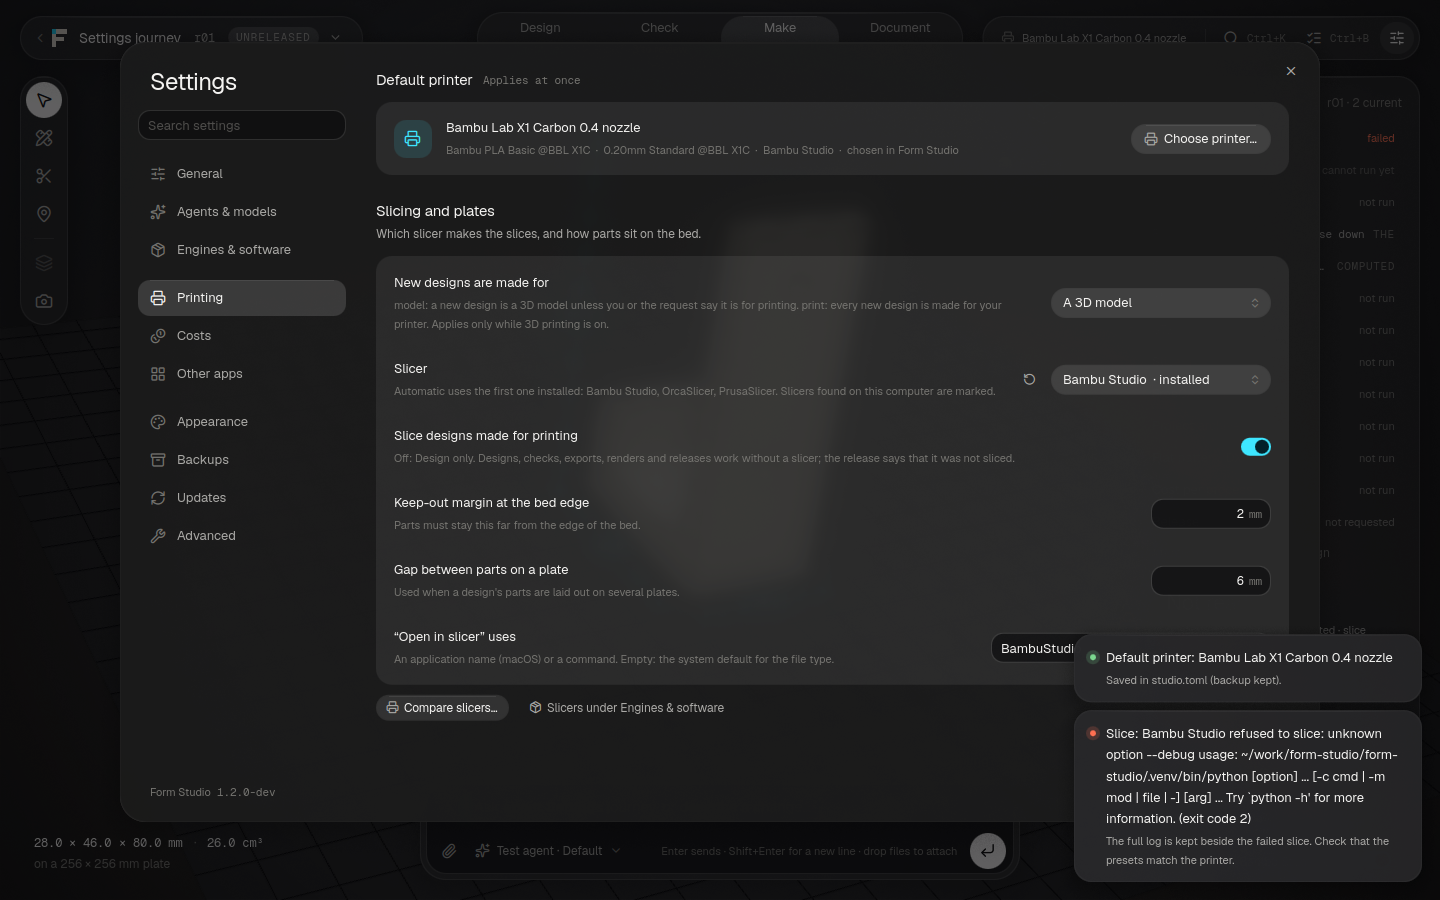 Settings journey r01 UNRELEASED
Design
Check
Make
Document
Bambu Lab X1 Carbon 0.4 nozzle
Ctrl+K
Ctrl+B
Settings
Search settings
General
Agents & models
Engines & software
Printing
Costs
Other apps
Appearance
Backups
Updates
Advanced
Form Studio 1.2.0-dev
Default printer Applies at once
Bambu Lab X1 Carbon 0.4 nozzle
Bambu PLA Basic @BBL X1C · 0.20mm Standard @BBL X1C · Bambu Studio · chosen in Form Studio
Choose printer…
Slicing and plates
Which slicer makes the slices, and how parts sit on the bed.
New designs are made for
model: a new design is a 3D model unless you or the request say it is for printing. print: every new design is made for your
printer. Applies only while 3D printing is on.
A 3D model
Slicer
Automatic uses the first one installed: Bambu Studio, OrcaSlicer, PrusaSlicer. Slicers found on this computer are marked.
Bambu Studio · installed
Slice designs made for printing
Off: Design only. Designs, checks, exports, renders and releases work without a slicer; the release says that it was not sliced.
Keep-out margin at the bed edge
Parts must stay this far from the edge of the bed.
2 mm
Gap between parts on a plate
Used when a design's parts are laid out on several plates.
6 mm
“Open in slicer” uses
An application name (macOS) or a command. Empty: the system default for the file type.
BambuStudi
Compare slicers…
Slicers under Engines & software
r01 · 2 current
failed
cannot run yet
not run
se down THE
COMPUTED
not run
not run
not run
not run
not run
not run
not run
not requested
ted · slice
Default printer: Bambu Lab X1 Carbon 0.4 nozzle
Saved in studio.toml (backup kept).
Slice: Bambu Studio refused to slice: unknown
option --debug usage: ~/work/form-studio/form-
studio/.venv/bin/python [option] ... [-c cmd | -m
mod | file | -] [arg] ... Try `python -h' for more
information. (exit code 2)
The full log is kept beside the failed slice. Check that the
presets match the printer.
28.0 × 46.0 × 80.0 mm · 26.0 cm³
on a 256 × 256 mm plate
Test agent · Default
Enter sends · Shift+Enter for a new line · drop files to attach